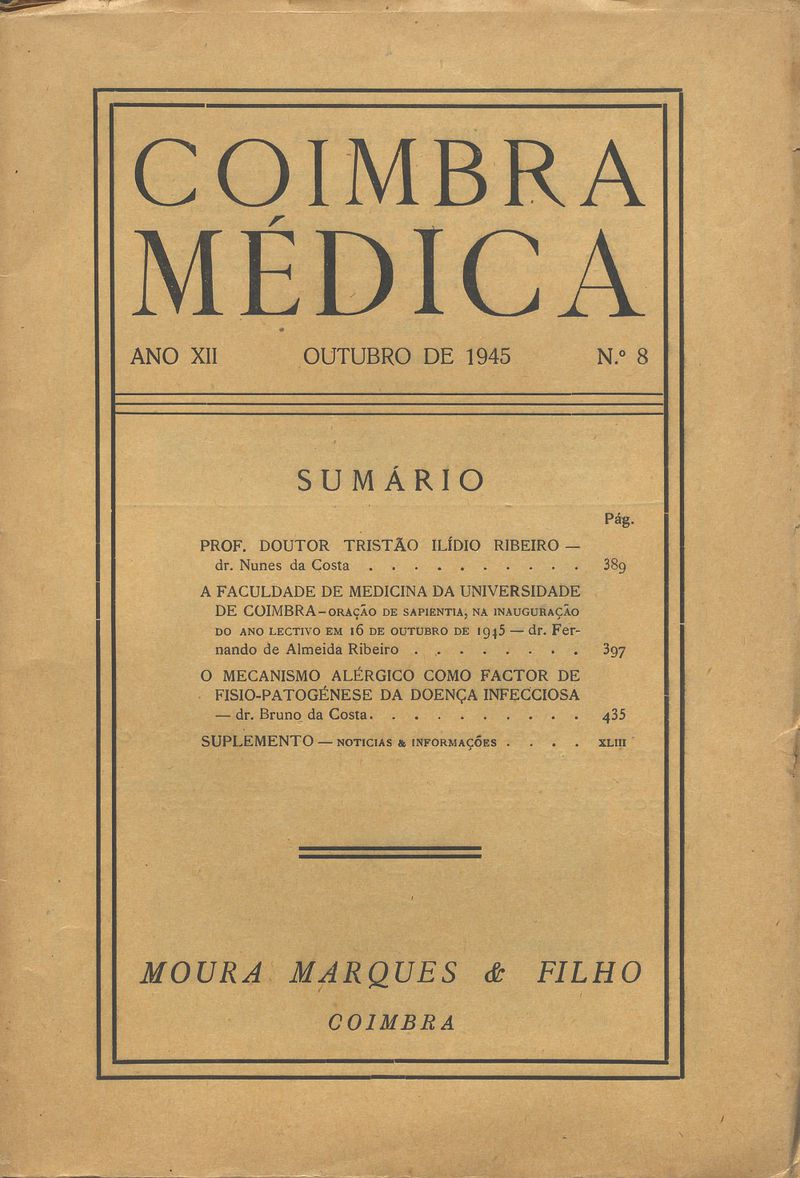 COIMBRA
MÉDICA
ANO XII OUTUBRO DE 1945 N.º 8
SUMÁRIO
Pág.
PROF. DOUTOR TRISTÃO ILÍDIO RIBEIRO —
dr. Nunes da Costa . . . . . . . . . . 389
A FACULDADE DE MEDICINA DA UNIVERSIDADE
DE COIMBRA — ORAÇÃO DE SAPIENTIA, NA INAUGURAÇÃO
DO ANO LECTIVO EM 16 DE OUTUBRO DE 1945 — dr. Fer-
nando de Almeida Ribeiro . . . . . . . . 397
O MECANISMO ALÉRGICO COMO FACTOR DE
FISIO-PATOGÉNESE DA DOENÇA INFECCIOSA
— dr. Bruno da Costa. . . . . . . . . . 435
SUPLEMENTO — NOTICIAS & INFORMAÇÕES . . . . XLIII
MOURA MARQUES & FILHO
COIMBRA